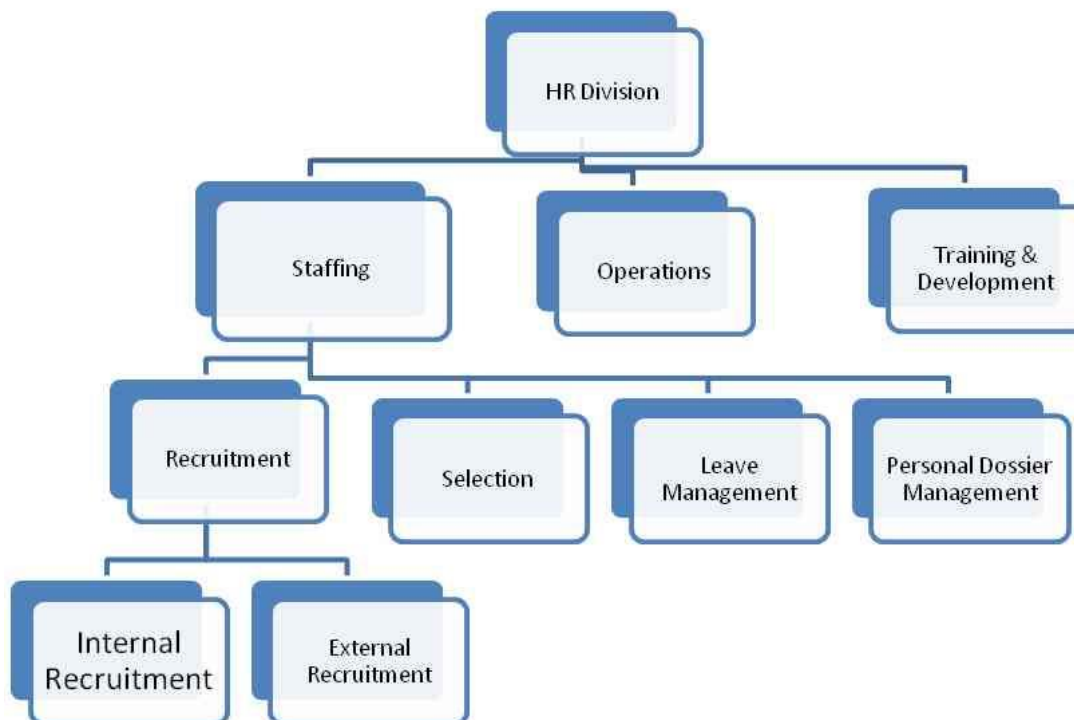 HR Division
Staffing
Operations
Training &
Development
Recruitment
Selection
Leave
Management
Personal Dossier
Management
Internal
Recruitment
External
Recruitment